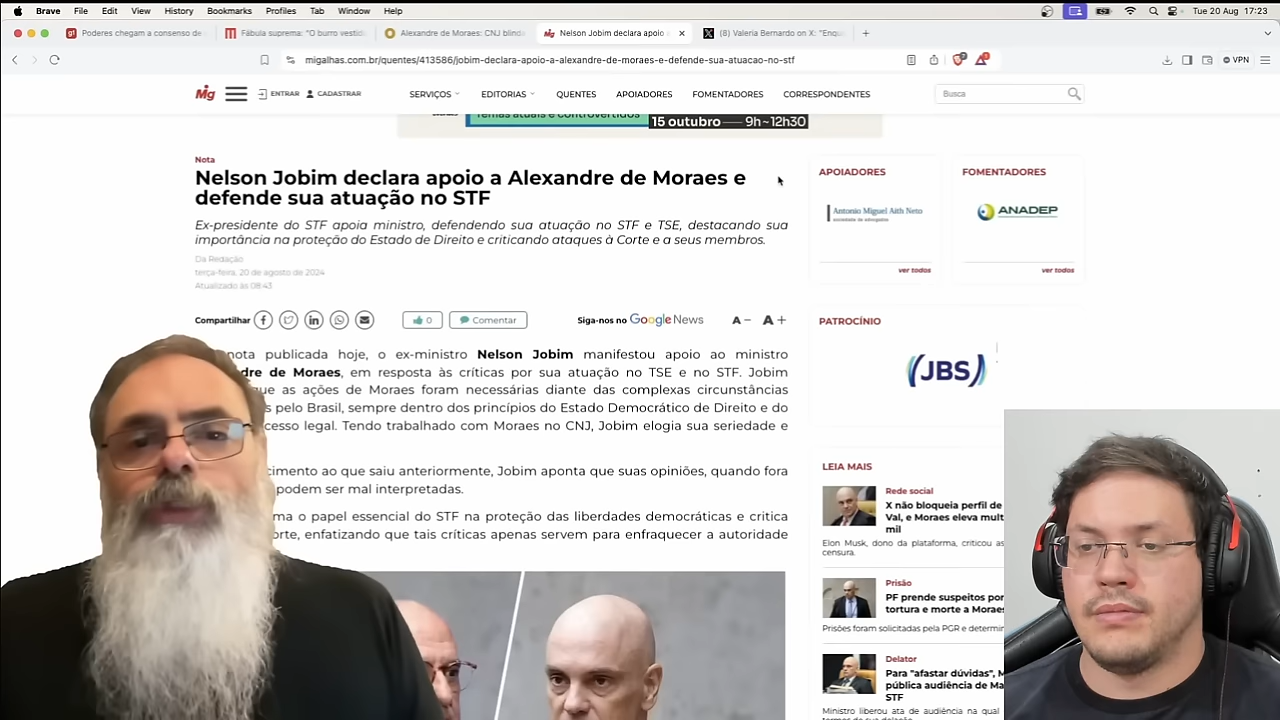 Brave File Edit View History Bookmarks Profiles Tab Window Help Tue 20 Aug 17:23
Poderes chegam a consenso de Fábula suprema: "O burro vestid Alexandre de Moraes: CNJ blind Nelson Jobim declara apoio (8) Valeria Bernardo on X: "Enqu
migalhas.com.br/quentes/413586/jobim-declara-apoio-a-alexandre-de-moraes-e-defende-sua-atuacao-no-stf VPN
Mig ENTRAR CADASTRAR SERVIÇOS EDITORIAS QUENTES APOIADORES FOMENTADORES CORRESPONDENTES Busca
Temas atuais e controvertidos 15 outubro — 9h~12h30
Nota
Nelson Jobim declara apoio a Alexandre de Moraes e
defende sua atuação no STF
Ex-presidente do STF apoia ministro, defendendo sua atuação no STF e TSE, destacando sua
importância na proteção do Estado de Direito e criticando ataques à Corte e a seus membros.
Da Redação
terça-feira, 20 de agosto de 2024
Atualizado às 08:43
Compartilhar 0 Comentar Siga-nos no Google News A − A +
nota publicada hoje, o ex-ministro Nelson Jobim manifestou apoio ao ministro
dre de Moraes, em resposta às críticas por sua atuação no TSE e no STF. Jobim
que as ações de Moraes foram necessárias diante das complexas circunstâncias
s pelo Brasil, sempre dentro dos princípios do Estado Democrático de Direito e do
cesso legal. Tendo trabalhado com Moraes no CNJ, Jobim elogia sua seriedade e
cimento ao que saiu anteriormente, Jobim aponta que suas opiniões, quando fora
podem ser mal interpretadas.
ma o papel essencial do STF na proteção das liberdades democráticas e critica
orte, enfatizando que tais críticas apenas servem para enfraquecer a autoridade
APOIADORES
Antonio Miguel Aith Neto
sociedade de advogados
ver todos
FOMENTADORES
ANADEP
ver todos
PATROCÍNIO
JBS
LEIA MAIS
Rede social
X não bloqueia perfil de
Val, e Moraes eleva mult
mil
Elon Musk, dono da plataforma, criticou as
censura.
Prisão
PF prende suspeitos por
tortura e morte a Moraes
Prisões foram solicitadas pela PGR e determin
Delator
Para "afastar dúvidas", M
pública audiência de Ma
STF
Ministro liberou ata de audiência na qual